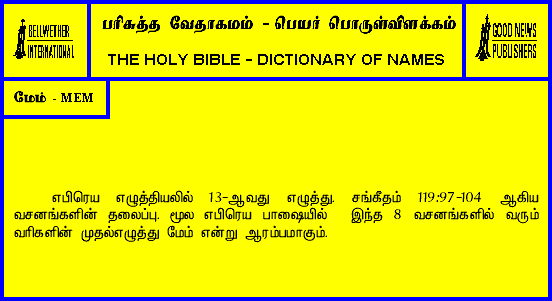 BELLWETHER
INTERNATIONAL
பரிசுத்த வேதாகமம் - பெயர் பொருள்விளக்கம்
THE HOLY BIBLE - DICTIONARY OF NAMES
GOOD NEWS
PUBLISHERS
மேம் - MEM
எபிரெய எழுத்தியலில் 13-ஆவது எழுத்து. சங்கீதம் 119:97-104 ஆகிய
வசனங்களின் தலைப்பு. மூல எபிரெய பாஷையில் இந்த 8 வசனங்களில் வரும்
வரிகளின் முதல்எழுத்து மேம் என்று ஆரம்பமாகும்.